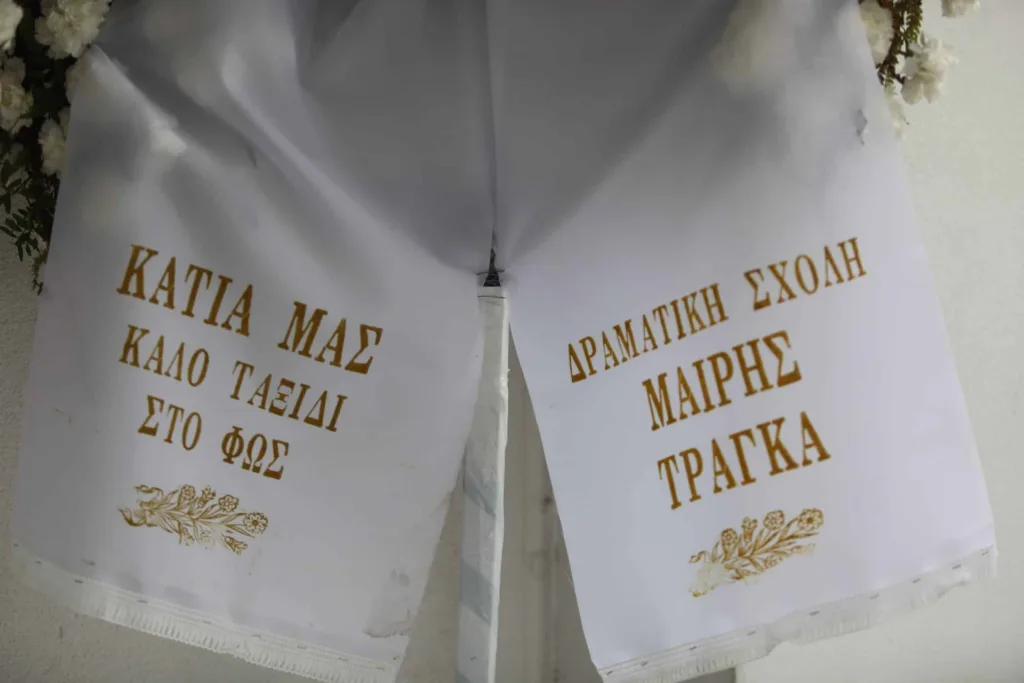 ΚΑΤΙΑ ΜΑΣ
ΚΑΛΟ ΤΑΞΙΔΙ
ΣΤΟ ΦΩΣ
ΔΡΑΜΑΤΙΚΗ ΣΧΟΛΗ
ΜΑΙΡΗΣ
ΤΡΑΓΚΑ